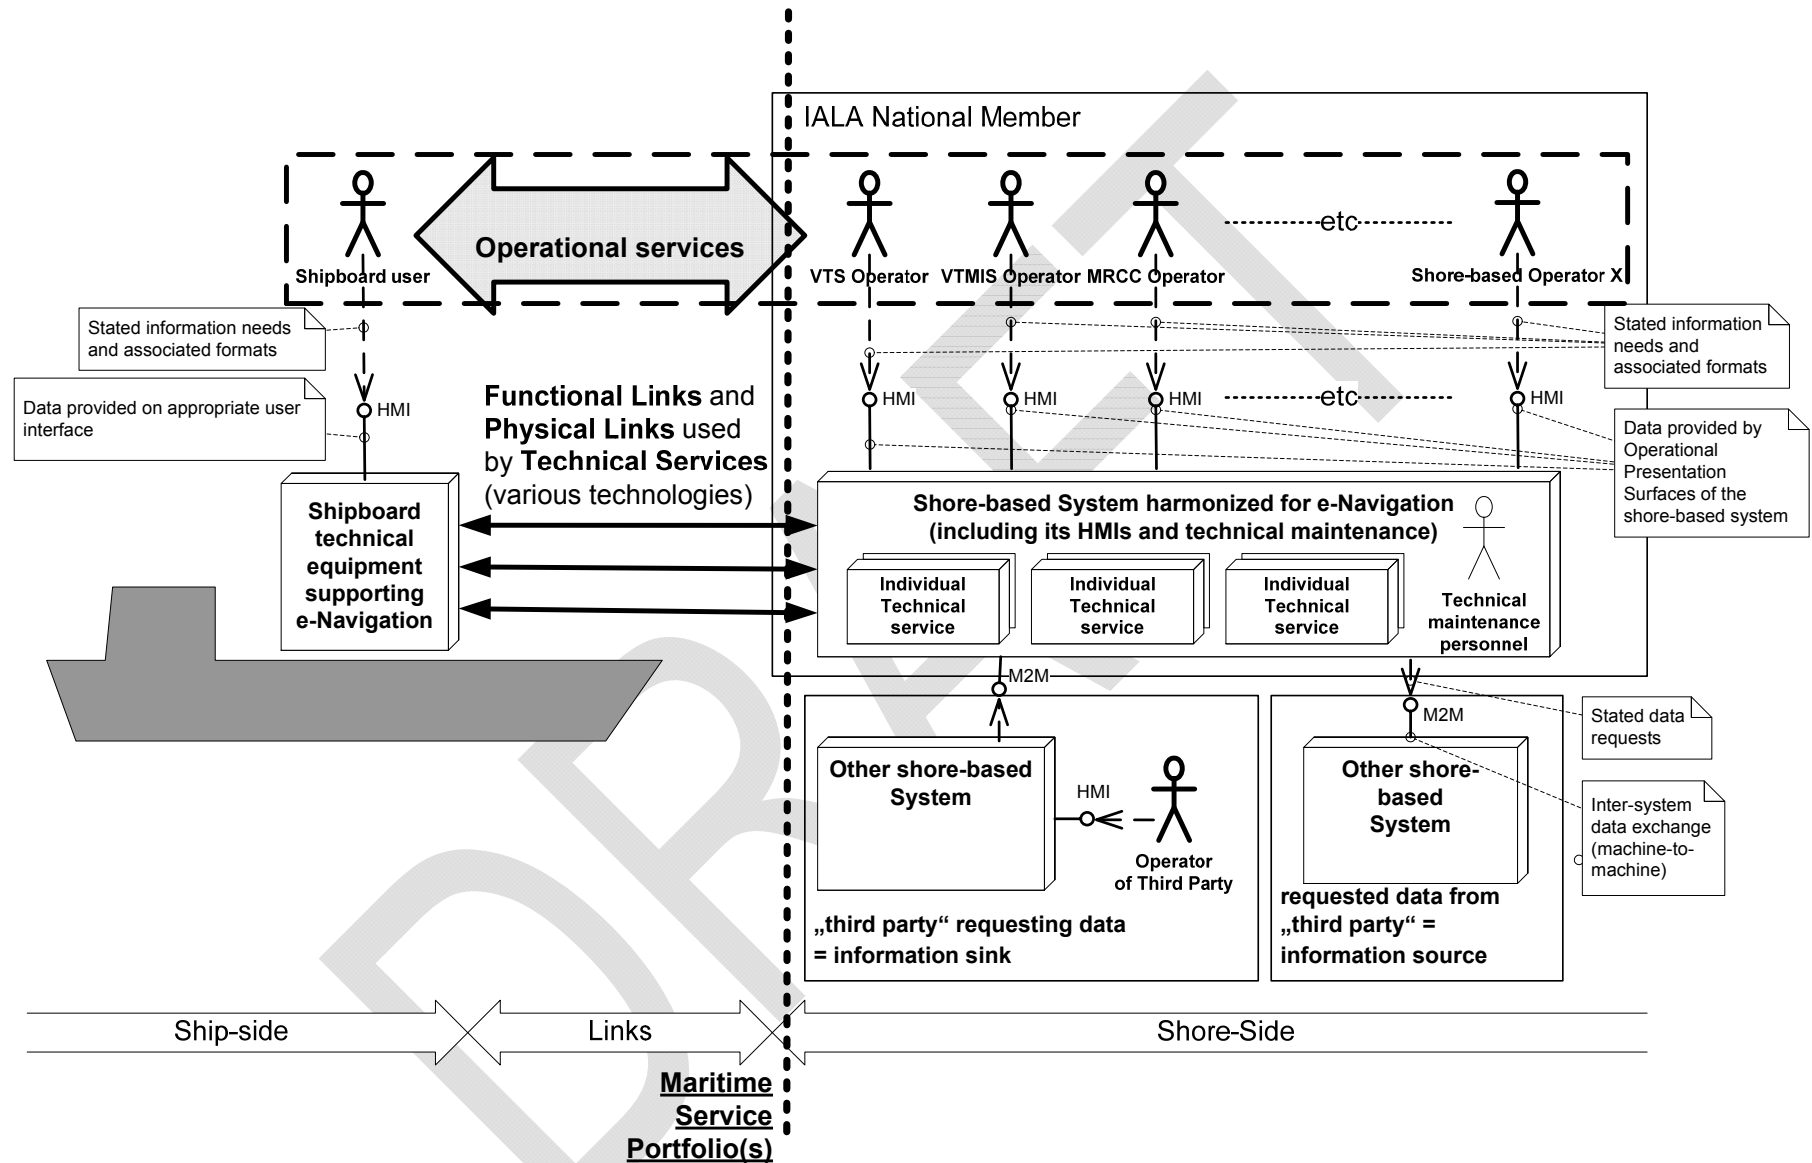 IALA National Member
Operational services
etc
Shipboard user
VTS Operator
VTMIS Operator
MRCC Operator
Shore-based Operator X
Stated information needs
and associated formats
Stated information
needs and
associated formats
Data provided on appropriate user
interface
HMI
HMI
HMI
HMI
etc
HMI
Functional Links and
Physical Links used
by Technical Services
(various technologies)
Data provided by
Operational
Presentation
Surfaces of the
shore-based system
Shipboard
technical
equipment
supporting
e-Navigation
Shore-based System harmonized for e-Navigation
(including its HMIs and technical maintenance)
Individual
Technical
service
Individual
Technical
service
Individual
Technical
service
Technical
maintenance
personnel
M2M
M2M
Stated data
requests
Other shore-based
System
HMI
Operator
of Third Party
„third party“ requesting data
= information sink
Other shore-
based
System
requested data from
„third party“ =
information source
Inter-system
data exchange
(machine-to-
machine)
Ship-side
Links
Shore-Side
Maritime
Service
Portfolio(s)
DRAFT